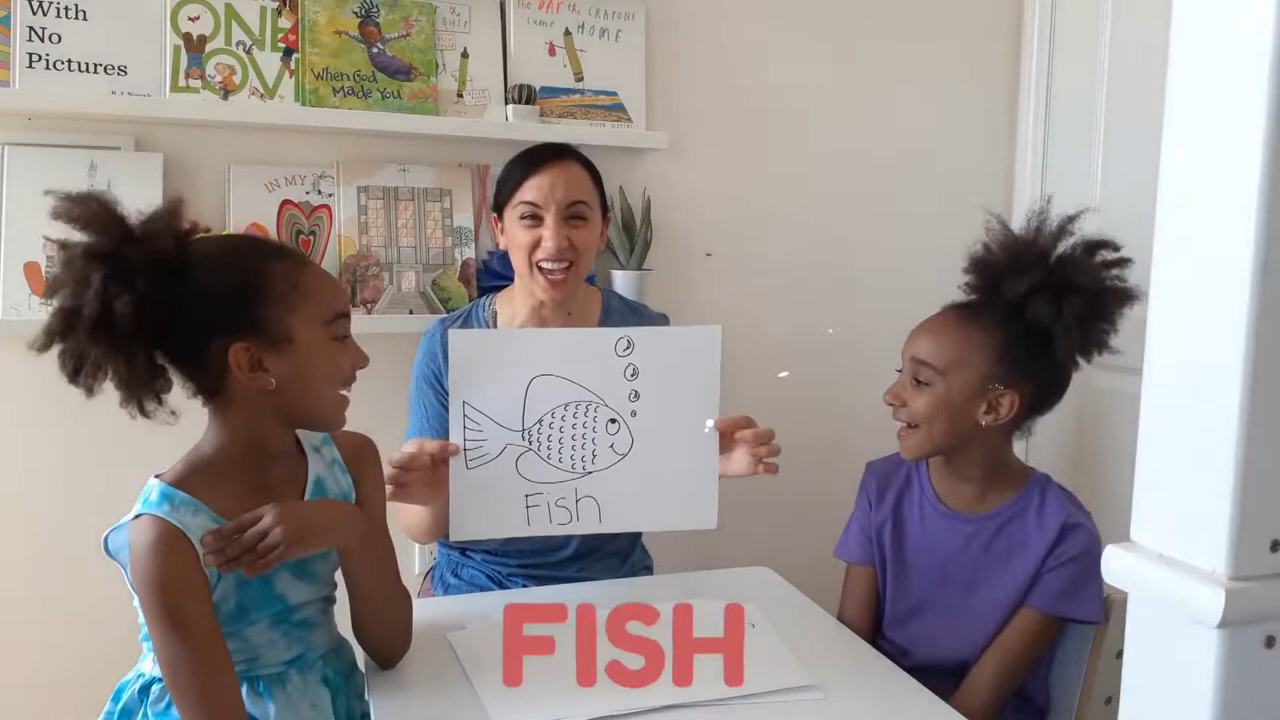 With
No
Pictures
ONE
LOVE
When God
Made You
the DAY the CRAYONS
came HOME
IN MY
Fish
FISH